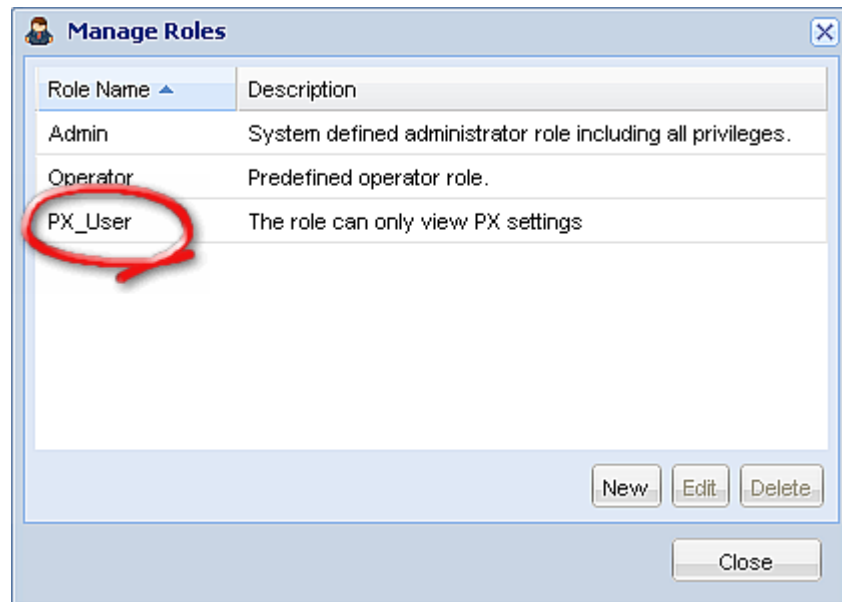 Manage Roles
Role Name Description
Admin System defined administrator role including all privileges.
Operator Predefined operator role.
PX_User The role can only view PX settings
New Edit Delete
Close